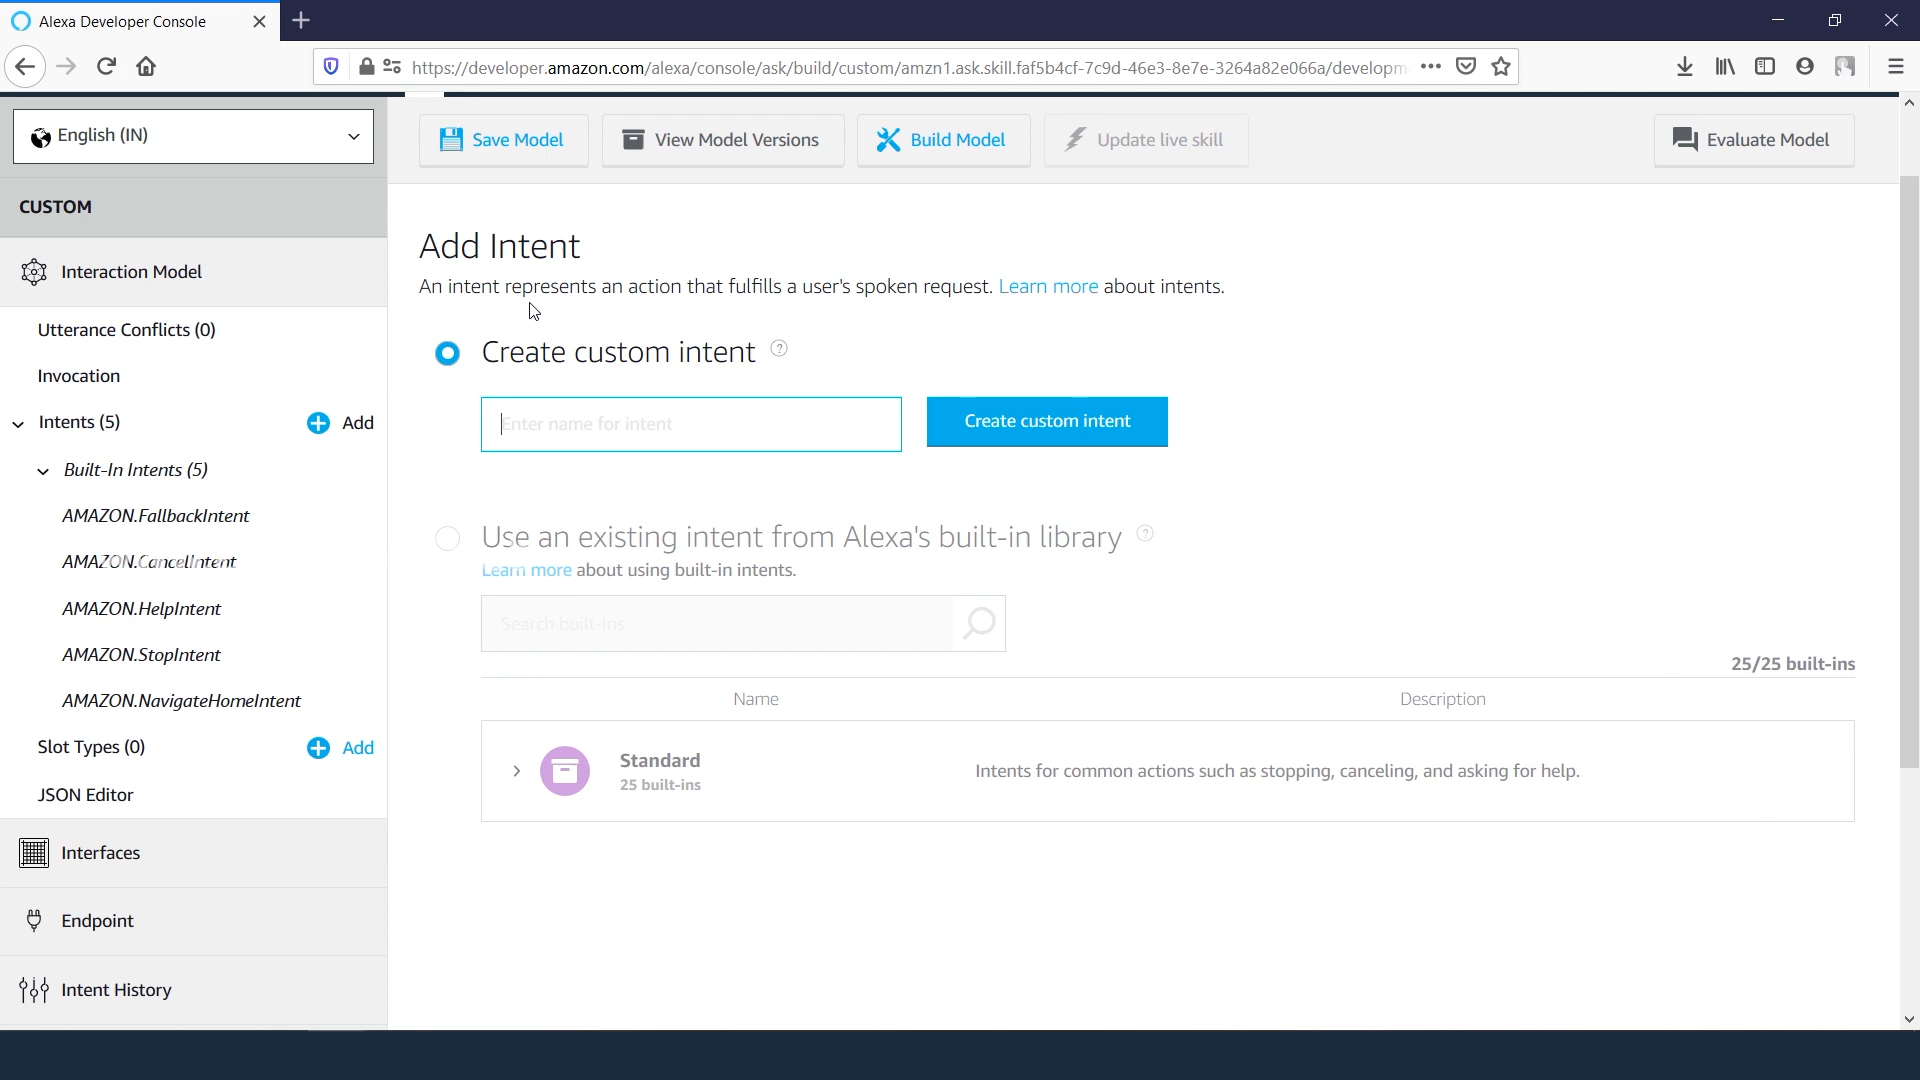 Alexa Developer Console
https://developer.amazon.com/alexa/console/ask/build/custom/amzn1.ask.skill.faf5b4cf-7c9d-46e3-8e7e-3264a82e066a/developm
English (IN)
Save Model
View Model Versions
Build Model
Update live skill
Evaluate Model
CUSTOM
Interaction Model
Utterance Conflicts (0)
Invocation
Intents (5)
Add
Built-In Intents (5)
AMAZON.FallbackIntent
AMAZON.CancelIntent
AMAZON.HelpIntent
AMAZON.StopIntent
AMAZON.NavigateHomeIntent
Slot Types (0)
Add
JSON Editor
Interfaces
Endpoint
Intent History
Add Intent
An intent represents an action that fulfills a user's spoken request. Learn more about intents.
Create custom intent ?
Enter name for intent
Create custom intent
Use an existing intent from Alexa's built-in library ?
Learn more about using built-in intents.
Search built-ins
25/25 built-ins
Name
Description
Standard
25 built-ins
Intents for common actions such as stopping, canceling, and asking for help.